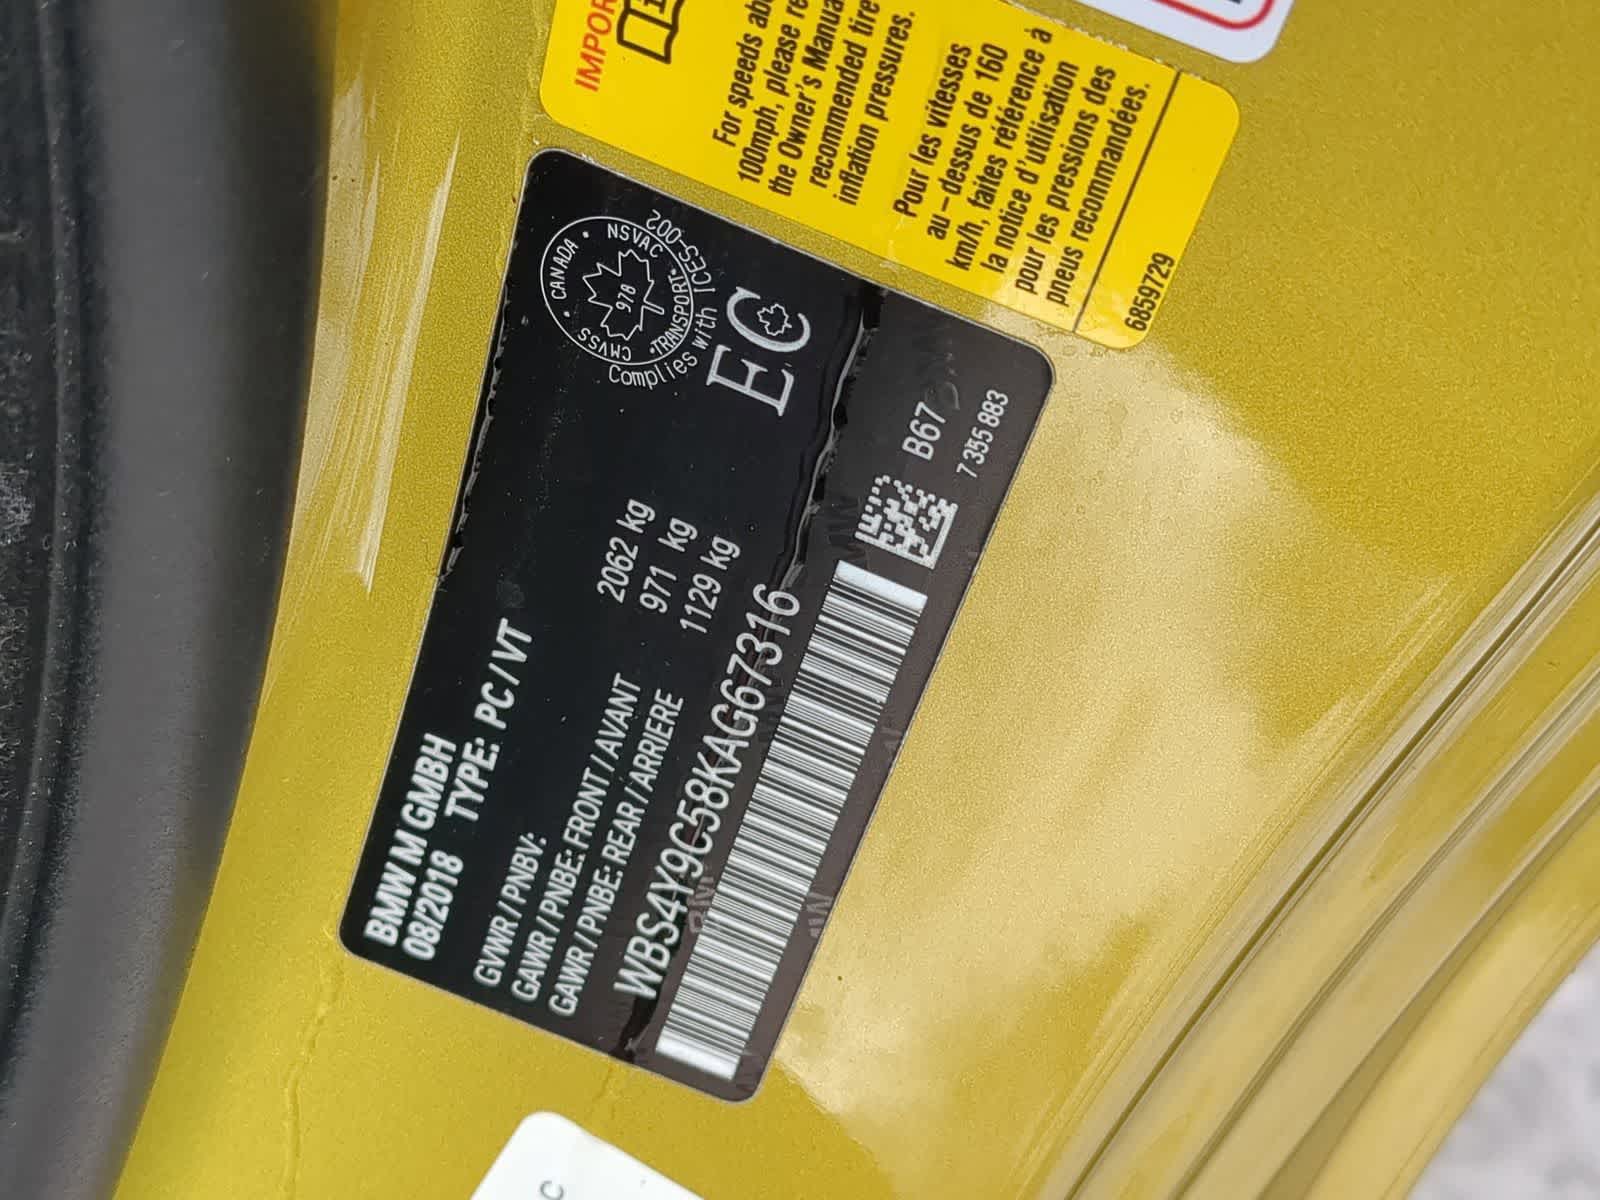 IMPOR
For speeds
100mph, please
the Owner's
recommended tire
inflation pressures.
Pour les vitesses
au-dessus de 160
km/h, faites référence à
la notice d'utilisation
pour les pressions des
pneus recommandées.
6859729
BMW M GMBH
08/2018 TYPE: PC/VT
GVWR/PNBV: 2062 kg
GAWR/PNBE: FRONT/AVANT 971 kg
GAWR/PNBE: REAR/ARRIERE 1129 kg
WBS4Y9C58KAG67316
CANADA • NSVAC
•TRANSPORT•
CMVSS
978
Complies with ICES-002
EC
B67
7 355 883
C